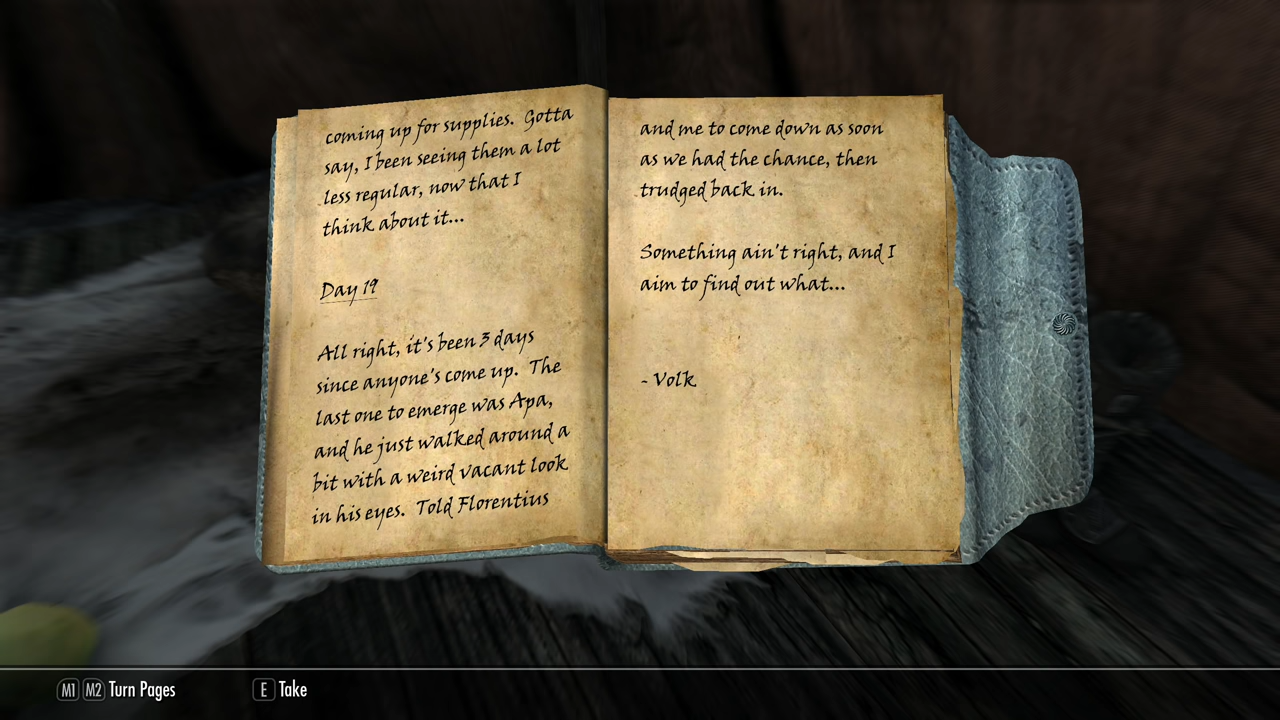 coming up for supplies. Gotta
say, I been seeing them a lot
less regular, now that I
think about it...
Day 19
All right, it's been 3 days
since anyone's come up. The
last one to emerge was Apa,
and he just walked around a
bit with a weird vacant look
in his eyes. Told Florentius
and me to come down as soon
as we had the chance, then
trudged back in.
Something ain't right, and I
aim to find out what...
- Volk
M1 M2 Turn Pages
E Take